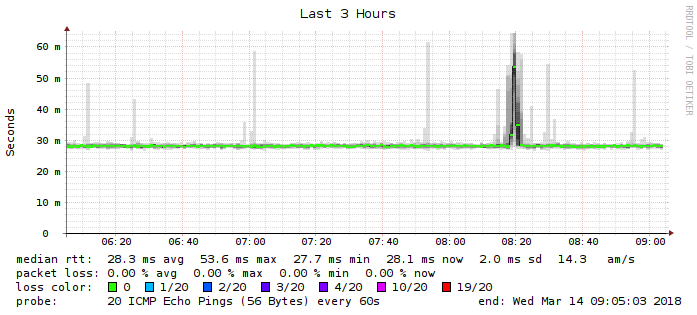 Last 3 Hours
RRDTOOL / TOBI OETIKER
Seconds
60 m
50 m
40 m
30 m
20 m
10 m
0
06:20 06:40 07:00 07:20 07:40 08:00 08:20 08:40 09:00
median rtt: 28.3 ms avg 53.6 ms max 27.7 ms min 28.1 ms now 2.0 ms sd 14.3 am/s
packet loss: 0.00 % avg 0.00 % max 0.00 % min 0.00 % now
loss color: 0 1/20 2/20 3/20 4/20 10/20 19/20
probe: 20 ICMP Echo Pings (56 Bytes) every 60s end: Wed Mar 14 09:05:03 2018